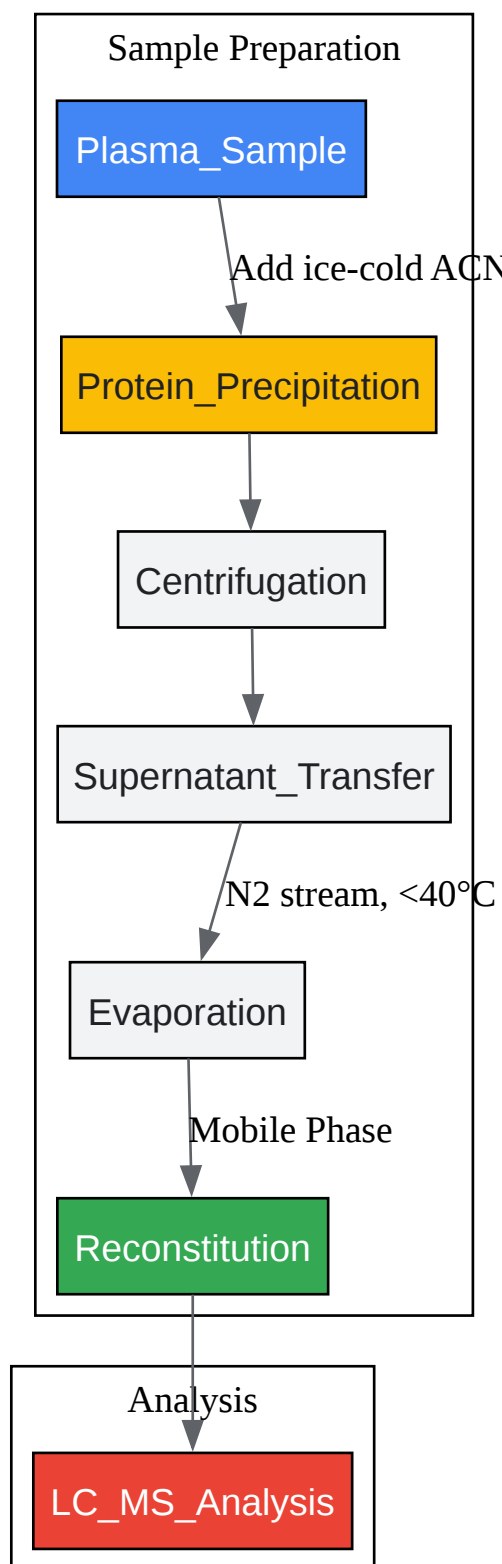 Sample Preparation
Plasma_Sample
Add ice-cold ACN
Protein_Precipitation
Centrifugation
Supernatant_Transfer
N2 stream, <40°C
Evaporation
Mobile Phase
Reconstitution
Analysis
LC_MS_Analysis